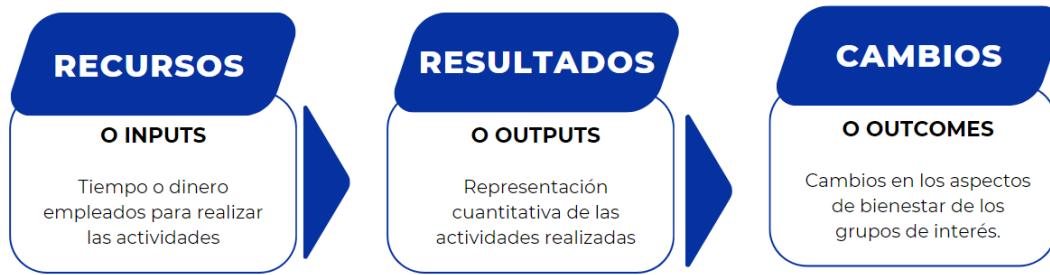 RECURSOS
O INPUTS
Tiempo o dinero
empleados para realizar
las actividades
RESULTADOS
O OUTPUTS
Representación
cuantitativa de las
actividades realizadas
CAMBIOS
O OUTCOMES
Cambios en los aspectos
de bienestar de los
grupos de interés.